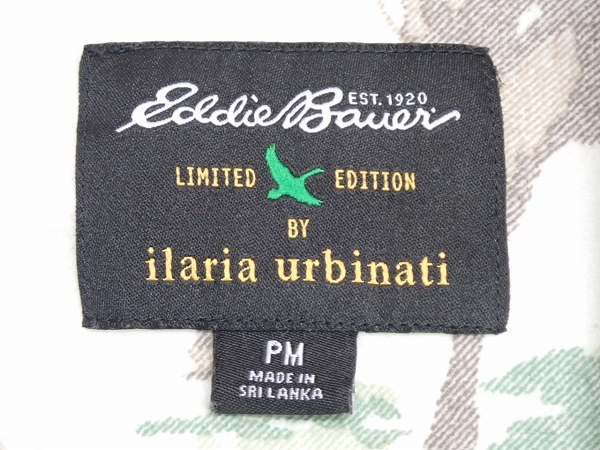 EST. 1920
Eddie Bauer
LIMITED EDITION
BY
ilaria urbinati
PM
MADE IN
SRI LANKA